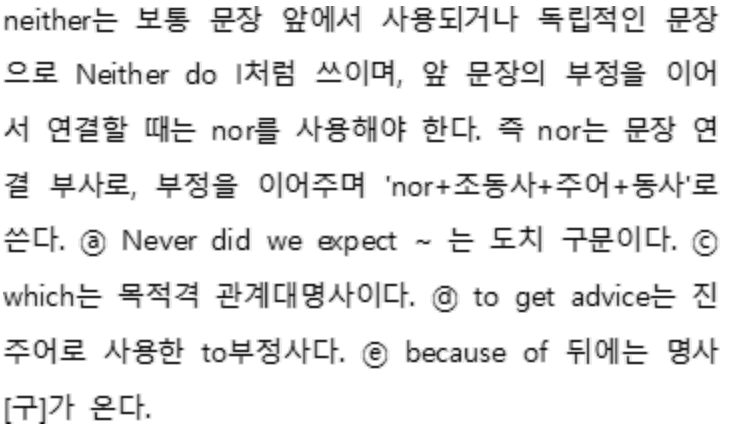 neither는 보통 문장 앞에서 사용되거나 독립적인 문장
으로 Neither do I처럼 쓰이며, 앞 문장의 부정을 이어
서 연결할 때는 nor를 사용해야 한다. 즉 nor는 문장 연
결 부사로, 부정을 이어주며 'nor+조동사+주어+동사'로
쓴다. ⓐ Never did we expect ~ 는 도치 구문이다. ⓒ
which는 목적격 관계대명사이다. ⓓ to get advice는 진
주어로 사용한 to부정사다. ⓔ because of 뒤에는 명사
[구]가 온다.